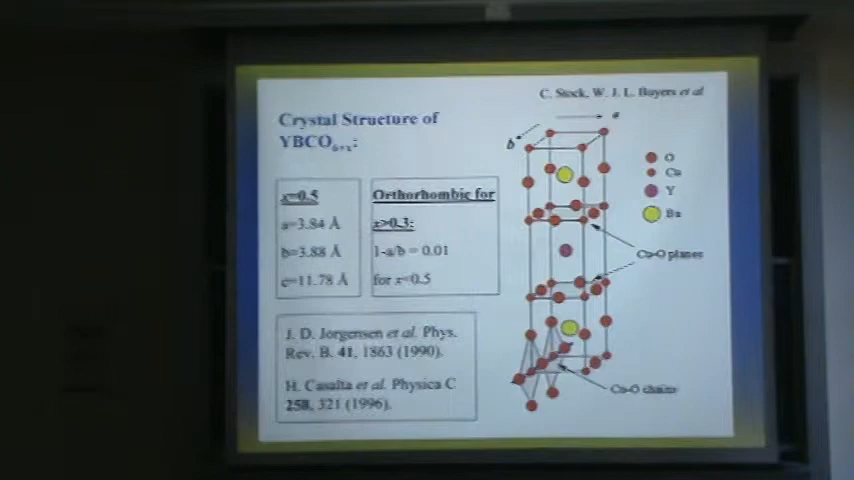 C. Stock, W. J. L. Buyers et al
Crystal Structure of
YBCO6+x:
a
b
O
Cu
Y
Ba
x=0.5
a=3.84 Å
b=3.88 Å
c=11.78 Å
Orthorhombic for
x>0.3:
1-a/b = 0.01
for x=0.5
Cu-O planes
J. D. Jorgensen et al. Phys.
Rev. B. 41, 1863 (1990).
H. Casalta et al. Physica C
258, 321 (1996).
Cu-O chains